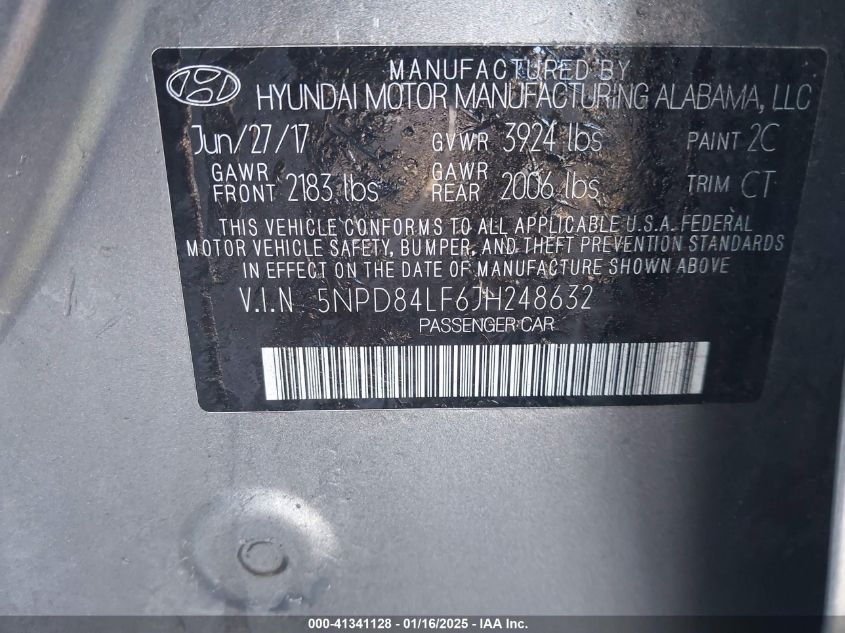 MANUFACTURED BY
HYUNDAI MOTOR MANUFACTURING ALABAMA, LLC
Jun/27/17 GVWR 3924 lbs PAINT 2C
GAWR FRONT 2183 lbs GAWR REAR 2006 lbs TRIM CT
THIS VEHICLE CONFORMS TO ALL APPLICABLE U.S.A. FEDERAL
MOTOR VEHICLE SAFETY, BUMPER, AND THEFT PREVENTION STANDARDS
IN EFFECT ON THE DATE OF MANUFACTURE SHOWN ABOVE
V.I.N 5NPD84LF6JH248632
PASSENGER CAR
000-41341128 - 01/16/2025 - IAA Inc.